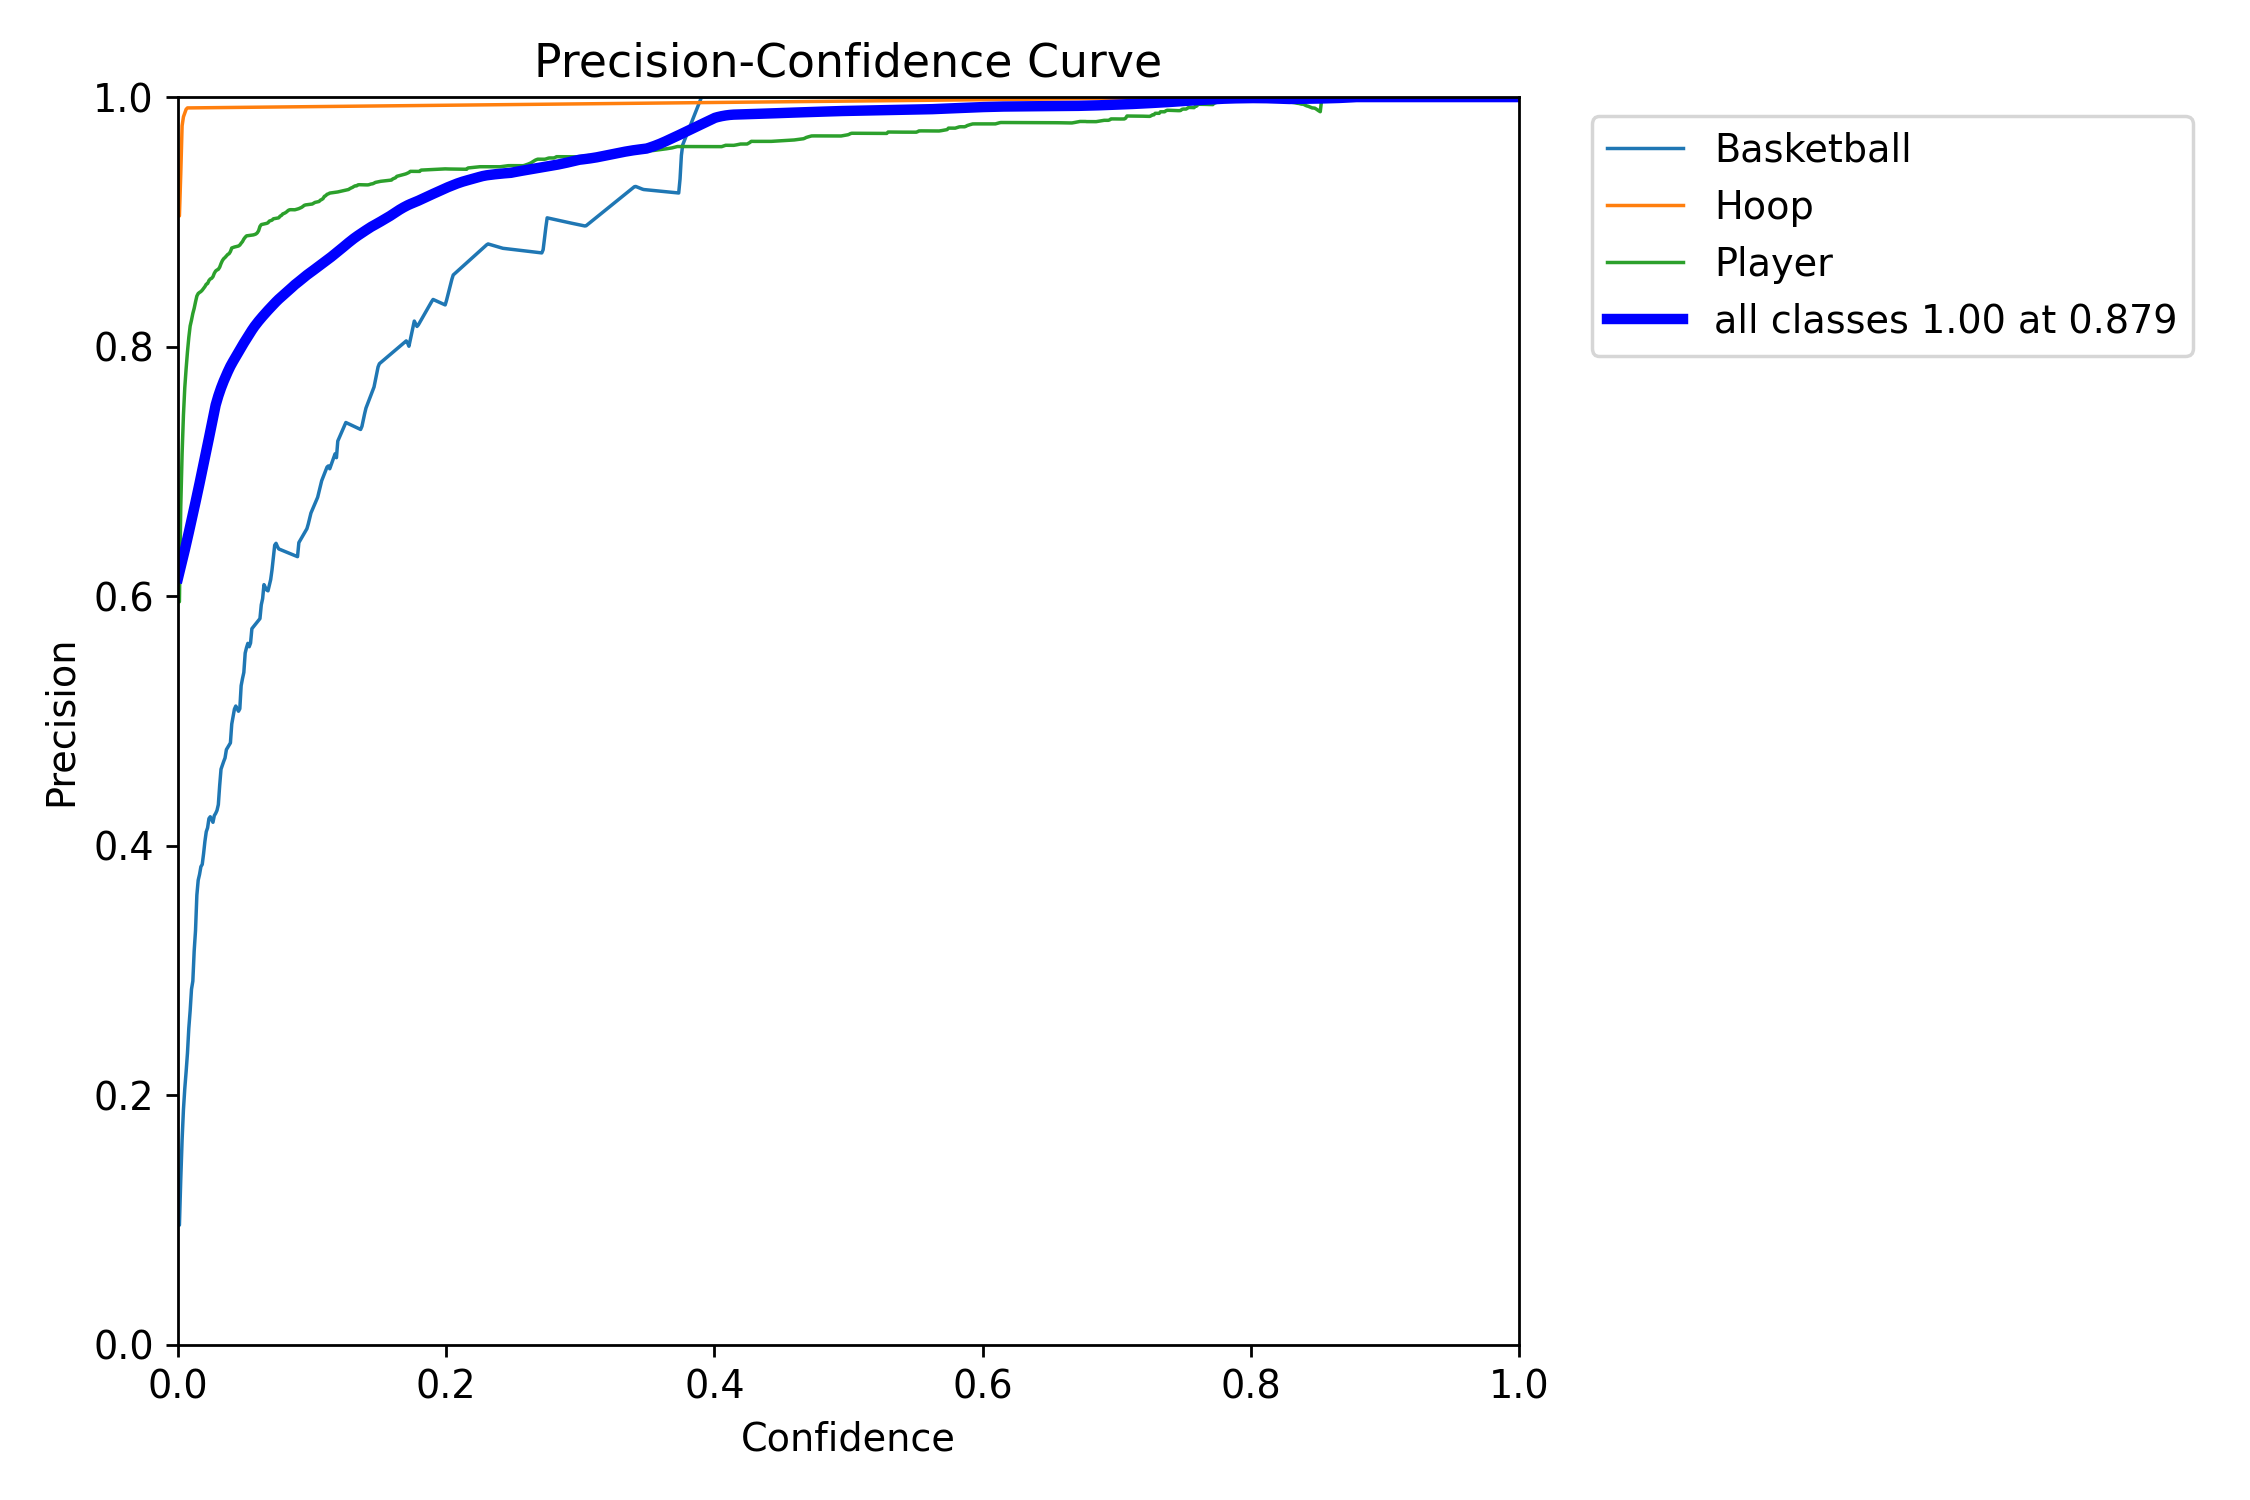 Precision-Confidence Curve
1.0
0.8
0.6
0.4
0.2
0.0
Precision
0.0 0.2 0.4 0.6 0.8 1.0
Confidence
Basketball
Hoop
Player
all classes 1.00 at 0.879